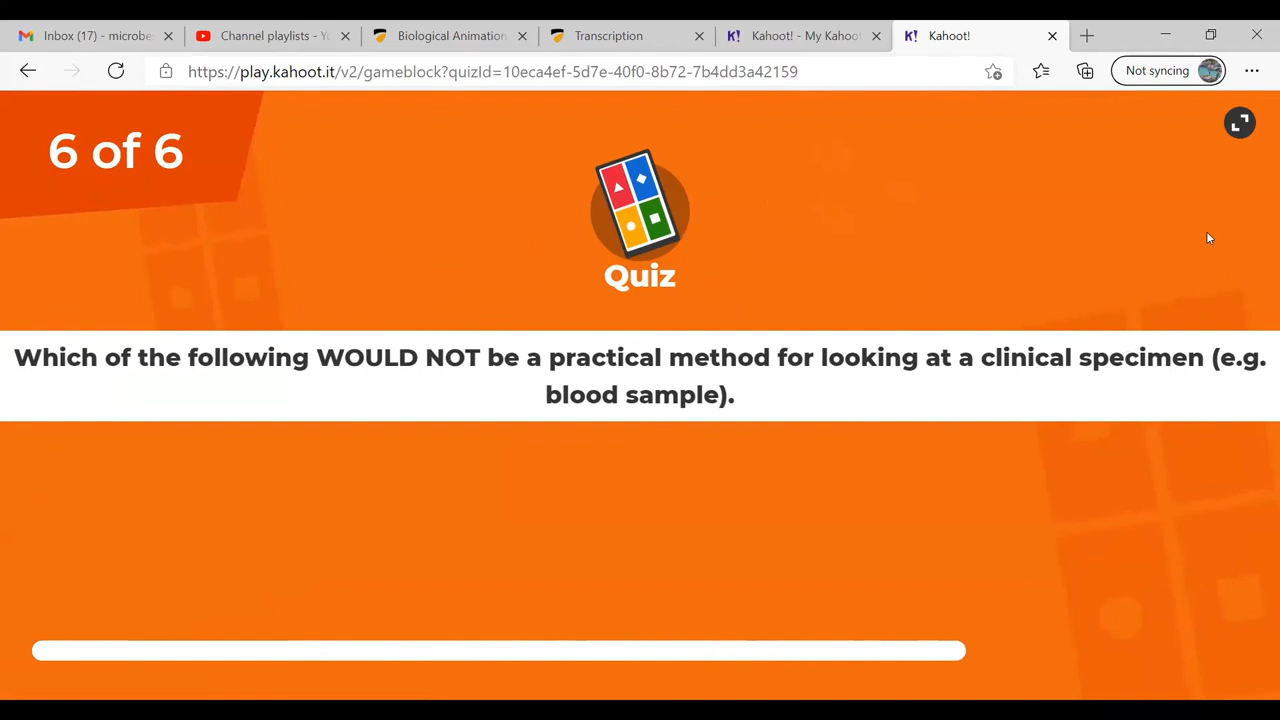 Inbox (17) - microbe
Channel playlists - Yo
Biological Animation
Transcription
Kahoot! - My Kahoot
Kahoot!
https://play.kahoot.it/v2/gameblock?quizId=10eca4ef-5d7e-40f0-8b72-7b4dd3a42159
Not syncing
6 of 6
Quiz
Which of the following WOULD NOT be a practical method for looking at a clinical specimen (e.g.
blood sample).